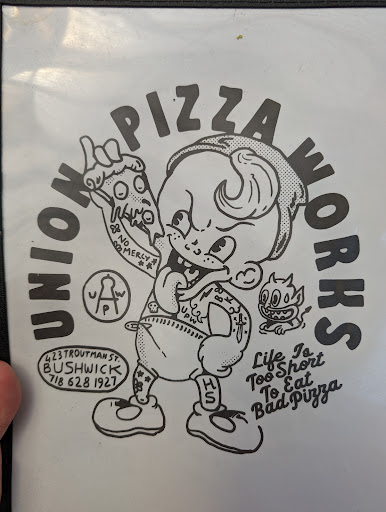 UNION PIZZA WORKS
NO
MERCY
U P W
A
UPWC
423 TROUTMAN ST.
BUSHWICK
718 628 1927
HS
Life Is
Too Short
To Eat
Bad Pizza